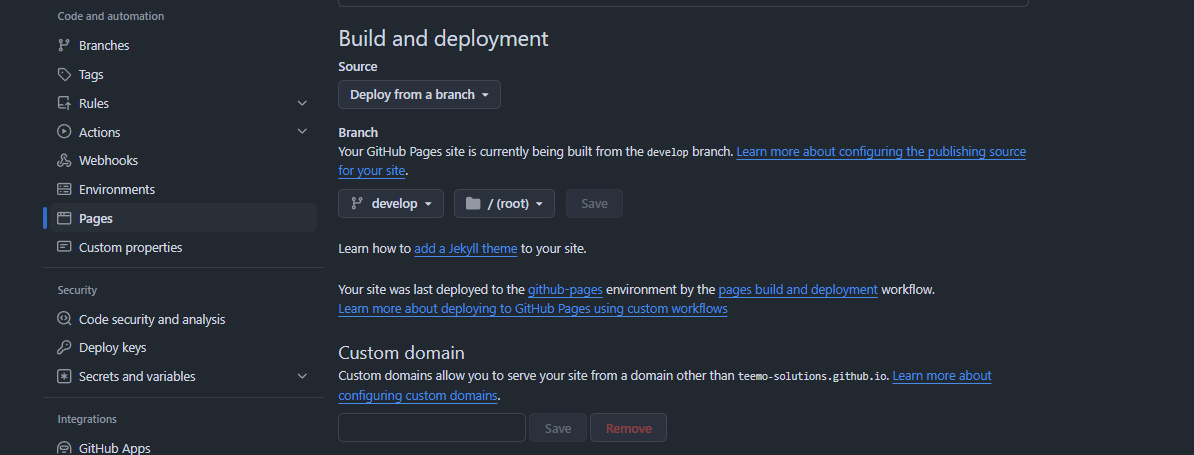 Code and automation
Branches
Tags
Rules
Actions
Webhooks
Environments
Pages
Custom properties
Security
Code security and analysis
Deploy keys
Secrets and variables
Integrations
GitHub Apps
Build and deployment
Source
Deploy from a branch
Branch
Your GitHub Pages site is currently being built from the develop branch. Learn more about configuring the publishing source
for your site.
develop
/ (root)
Save
Learn how to add a Jekyll theme to your site.
Your site was last deployed to the github-pages environment by the pages build and deployment workflow.
Learn more about deploying to GitHub Pages using custom workflows
Custom domain
Custom domains allow you to serve your site from a domain other than teemo-solutions.github.io. Learn more about
configuring custom domains.
Save
Remove